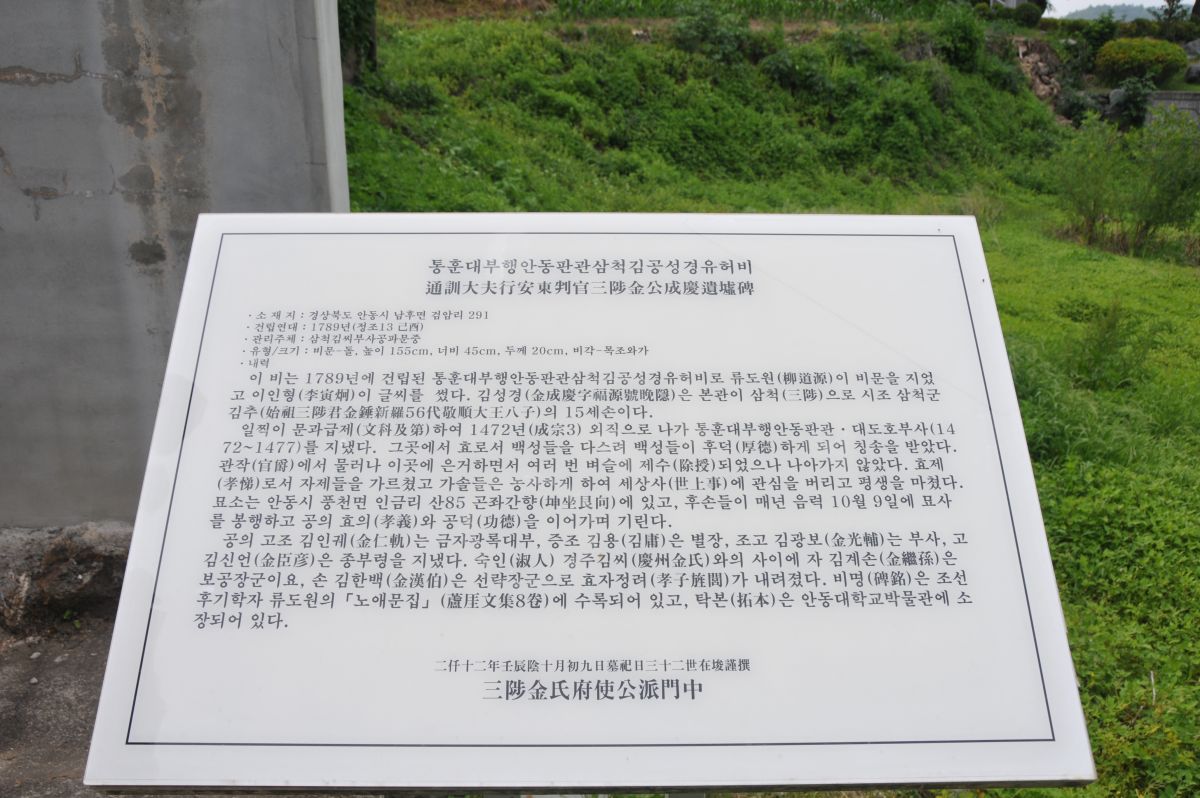 통훈대부행안동판관삼척김공성경유허비
通訓大夫行安東判官三陟金公成慶遺墟碑
· 소 재 지 : 경상북도 안동시 남후면 검암리 291
· 건립연대 : 1789년(정조13 己酉)
· 관리주체 : 삼척김씨부사공파문중
· 유형/크기 : 비문-돌, 높이 155cm, 너비 45cm, 두께 20cm, 비각-목조와가
· 내력
이 비는 1789년에 건립된 통훈대부행안동판관삼척김공성경유허비로 류도원(柳道源)이 비문을 지었
고 이인형(李寅炯)이 글씨를 썼다. 김성경(金成慶字福源號晩隱)은 본관이 삼척(三陟)으로 시조 삼척군
김추(始祖三陟君金錘新羅56代敬順大王八子)의 15세손이다.
일찍이 문과급제(文科及第)하여 1472년(成宗3) 외직으로 나가 통훈대부행안동판관 · 대도호부사(14
72~1477)를 지냈다. 그곳에서 효로서 백성들을 다스려 백성들이 후덕(厚德)하게 되어 칭송을 받았다.
관작(官爵)에서 물러나 이곳에 은거하면서 여러 번 벼슬에 제수(除授)되었으나 나아가지 않았다. 효제
(孝悌)로서 자제들을 가르쳤고 가솔들은 농사하게 하여 세상사(世上事)에 관심을 버리고 평생을 마쳤다.
묘소는 안동시 풍천면 인금리 산85 곤좌간향(坤坐艮向)에 있고, 후손들이 매년 음력 10월 9일에 묘사
를 봉행하고 공의 효의(孝義)와 공덕(功德)을 이어가며 기린다.
공의 고조 김인궤(金仁軌)는 금자광록대부, 증조 김용(金庸)은 별장, 조고 김광보(金光輔)는 부사, 고
김신언(金臣彦)은 종부령을 지냈다. 숙인(淑人) 경주김씨(慶州金氏)와의 사이에 자 김계손(金繼孫)은
보공장군이요, 손 김한백(金漢伯)은 선략장군으로 효자정려(孝子旌閭)가 내려졌다. 비명(碑銘)은 조선
후기학자 류도원의 「노애문집」(蘆厓文集8卷)에 수록되어 있고, 탁본(拓本)은 안동대학교박물관에 소
장되어 있다.
二仟十二年壬辰陰十月初九日墓祀日三十二世在埈謹撰
三陟金氏府使公派門中